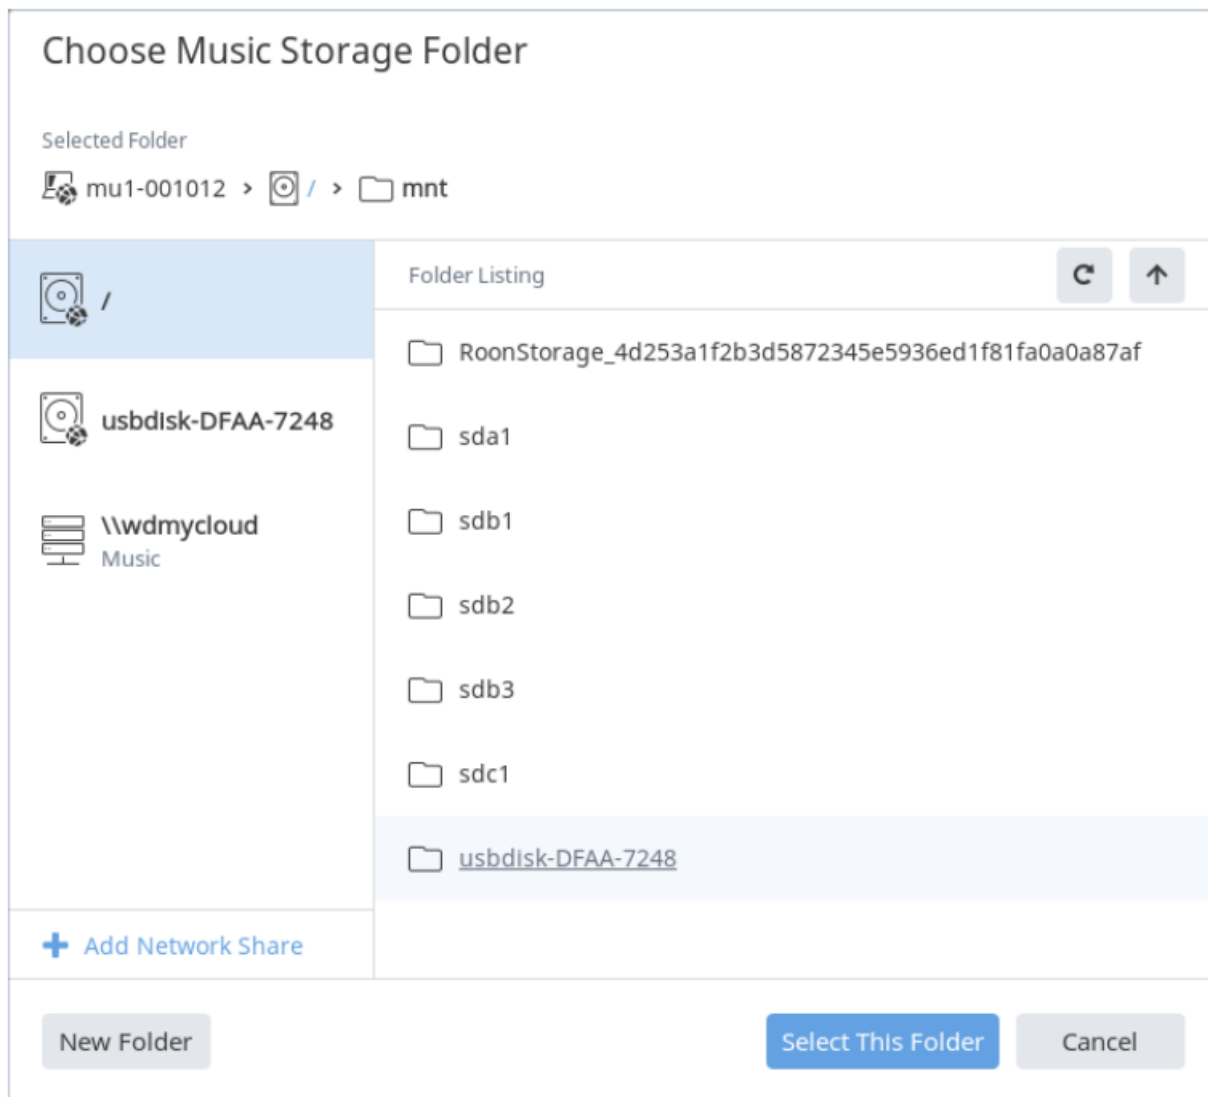 Choose Music Storage Folder
Selected Folder
mu1-001012 > / > mnt
/
usbdisk-DFAA-7248
\\wdmycloud
Music
Add Network Share
Folder Listing
RoonStorage_4d253a1f2b3d5872345e5936ed1f81fa0a0a87af
sda1
sdb1
sdb2
sdb3
sdc1
usbdisk-DFAA-7248
New Folder
Select This Folder
Cancel